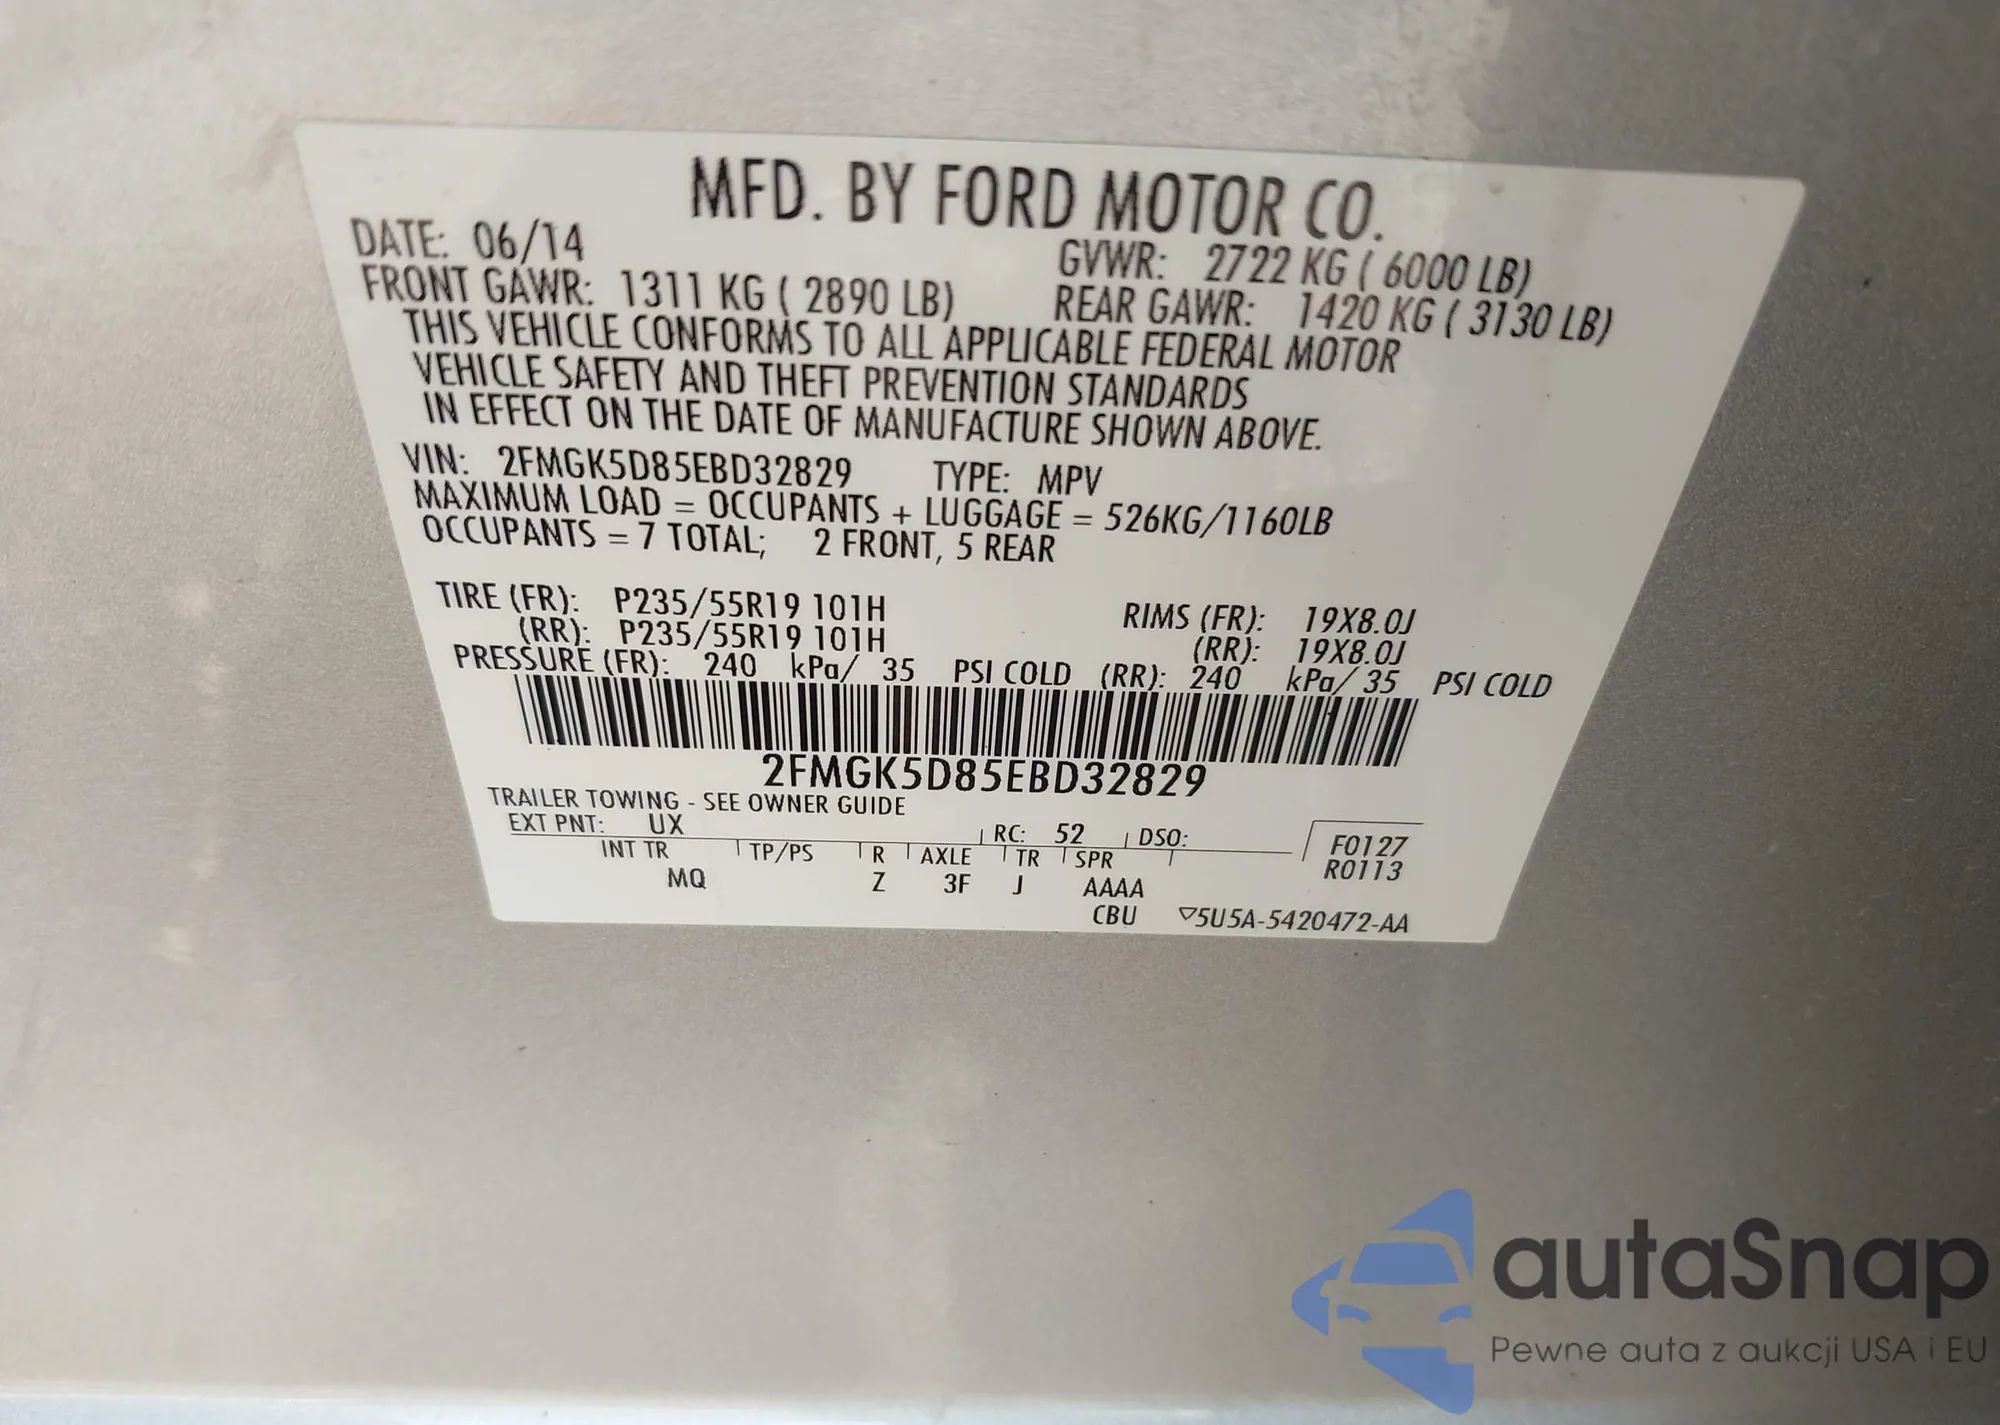 MFD. BY FORD MOTOR CO.
DATE: 06/14 GVWR: 2722 KG ( 6000 LB)
FRONT GAWR: 1311 KG ( 2890 LB) REAR GAWR: 1420 KG ( 3130 LB)
THIS VEHICLE CONFORMS TO ALL APPLICABLE FEDERAL MOTOR
VEHICLE SAFETY AND THEFT PREVENTION STANDARDS
IN EFFECT ON THE DATE OF MANUFACTURE SHOWN ABOVE.
VIN: 2FMGK5D85EBD32829 TYPE: MPV
MAXIMUM LOAD = OCCUPANTS + LUGGAGE = 526KG/1160LB
OCCUPANTS = 7 TOTAL; 2 FRONT, 5 REAR
TIRE (FR): P235/55R19 101H RIMS (FR): 19X8.0J
(RR): P235/55R19 101H (RR): 19X8.0J
PRESSURE (FR): 240 kPa/ 35 PSI COLD (RR): 240 kPa/ 35 PSI COLD
2FMGK5D85EBD32829
TRAILER TOWING - SEE OWNER GUIDE
EXT PNT: UX RC: 52 DSO: F0127
INT TR TP/PS R AXLE TR SPR R0113
MQ Z 3F J AAAA
CBU ▽5U5A-5420472-AA
autaSnap
Pewne auta z aukcji USA i EU